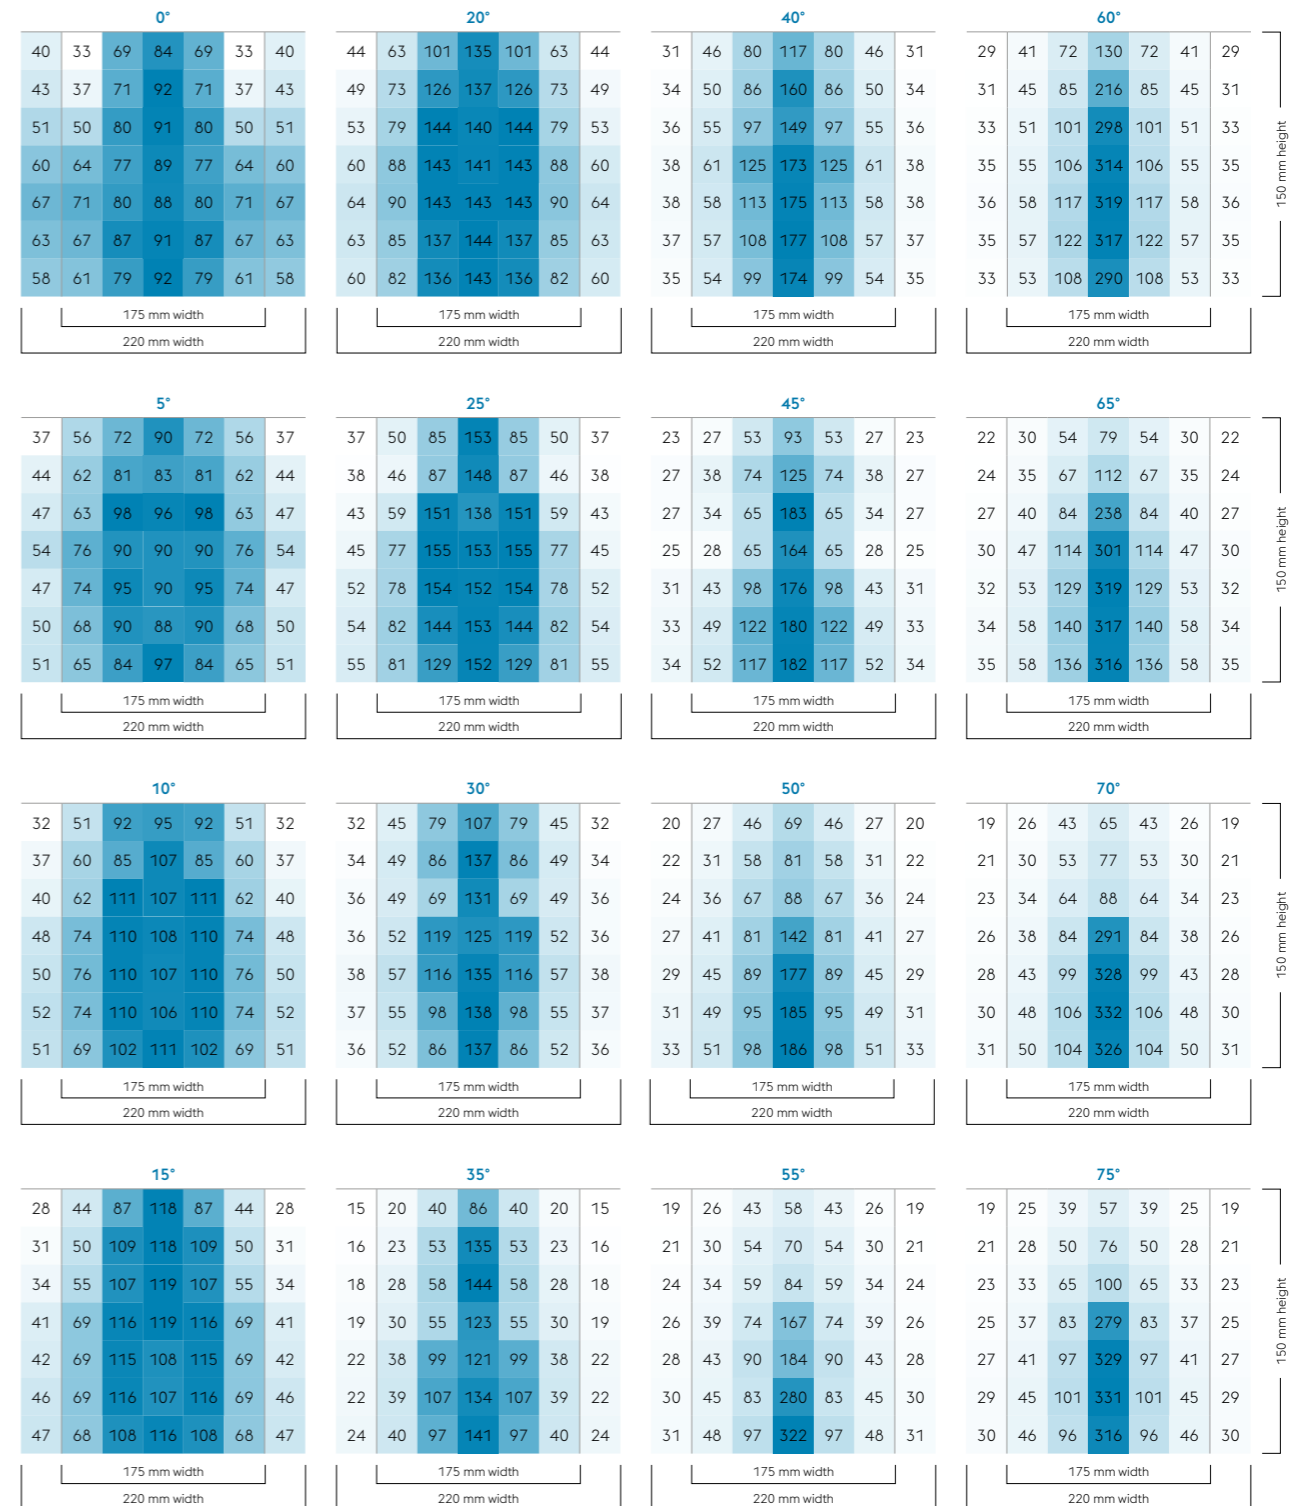 0° 20° 40° 60°
40 33 69 84 69 33 40 44 63 101 135 101 63 44 31 46 80 117 80 46 31 29 41 72 130 72 41 29
43 37 71 92 71 37 43 49 73 126 137 126 73 49 34 50 86 160 86 50 34 31 45 85 216 85 45 31
51 50 80 91 80 50 51 53 79 144 140 144 79 53 36 55 97 149 97 55 36 33 51 101 298 101 51 33
60 64 77 89 77 64 60 60 88 143 141 143 88 60 38 61 125 173 125 61 38 35 55 106 314 106 55 35
67 71 80 88 80 71 67 64 90 143 143 143 90 64 38 58 113 175 113 58 38 36 58 117 319 117 58 36
63 67 87 91 87 67 63 63 85 137 144 137 85 63 37 57 108 177 108 57 37 35 57 122 317 122 57 35
58 61 79 92 79 61 58 60 82 136 143 136 82 60 35 54 99 174 99 54 35 33 53 108 290 108 53 33
150 mm height
175 mm width 175 mm width 175 mm width 175 mm width
220 mm width 220 mm width 220 mm width 220 mm width
5° 25° 45° 65°
37 56 72 90 72 56 37 37 50 85 153 85 50 37 23 27 53 93 53 27 23 22 30 54 79 54 30 22
44 62 81 83 81 62 44 38 46 87 148 87 46 38 27 38 74 125 74 38 27 24 35 67 112 67 35 24
47 63 98 96 98 63 47 43 59 151 138 151 59 43 27 34 65 183 65 34 27 27 40 84 238 84 40 27
54 76 90 90 90 76 54 45 77 155 153 155 77 45 25 28 65 164 65 28 25 30 47 114 301 114 47 30
47 74 95 90 95 74 47 52 78 154 152 154 78 52 31 43 98 176 98 43 31 32 53 129 319 129 53 32
50 68 90 88 90 68 50 54 82 144 153 144 82 54 33 49 122 180 122 49 33 34 58 140 317 140 58 34
51 65 84 97 84 65 51 55 81 129 152 129 81 55 34 52 117 182 117 52 34 35 58 136 316 136 58 35
150 mm height
175 mm width 175 mm width 175 mm width 175 mm width
220 mm width 220 mm width 220 mm width 220 mm width
10° 30° 50° 70°
32 51 92 95 92 51 32 32 45 79 107 79 45 32 20 27 46 69 46 27 20 19 26 43 65 43 26 19
37 60 85 107 85 60 37 34 49 86 137 86 49 34 22 31 58 81 58 31 22 21 30 53 77 53 30 21
40 62 111 107 111 62 40 36 49 69 131 69 49 36 24 36 67 88 67 36 24 23 34 64 88 64 34 23
48 74 110 108 110 74 48 36 52 119 125 119 52 36 27 41 81 142 81 41 27 26 38 84 291 84 38 26
50 76 110 107 110 76 50 38 57 116 135 116 57 38 29 45 89 177 89 45 29 28 43 99 328 99 43 28
52 74 110 106 110 74 52 37 55 98 138 98 55 37 31 49 95 185 95 49 31 30 48 106 332 106 48 30
51 69 102 111 102 69 51 36 52 86 137 86 52 36 33 51 98 186 98 51 33 31 50 104 326 104 50 31
150 mm height
175 mm width 175 mm width 175 mm width 175 mm width
220 mm width 220 mm width 220 mm width 220 mm width
15° 35° 55° 75°
28 44 87 118 87 44 28 15 20 40 86 40 20 15 19 26 43 58 43 26 19 19 25 39 57 39 25 19
31 50 109 118 109 50 31 16 23 53 135 53 23 16 21 30 54 70 54 30 21 21 28 50 76 50 28 21
34 55 107 119 107 55 34 18 28 58 144 58 28 18 24 34 59 84 59 34 24 23 33 65 100 65 33 23
41 69 116 119 116 69 41 19 30 55 123 55 30 19 26 39 74 167 74 39 26 25 37 83 279 83 37 25
42 69 115 108 115 69 42 22 38 99 121 99 38 22 28 43 90 184 90 43 28 27 41 97 329 97 41 27
46 69 116 107 116 69 46 22 39 107 134 107 39 22 30 45 83 280 83 45 30 29 45 101 331 101 45 29
47 68 108 116 108 68 47 24 40 97 141 97 40 24 31 48 97 322 97 48 31 30 46 96 316 96 46 30
150 mm height
175 mm width 175 mm width 175 mm width 175 mm width
220 mm width 220 mm width 220 mm width 220 mm width